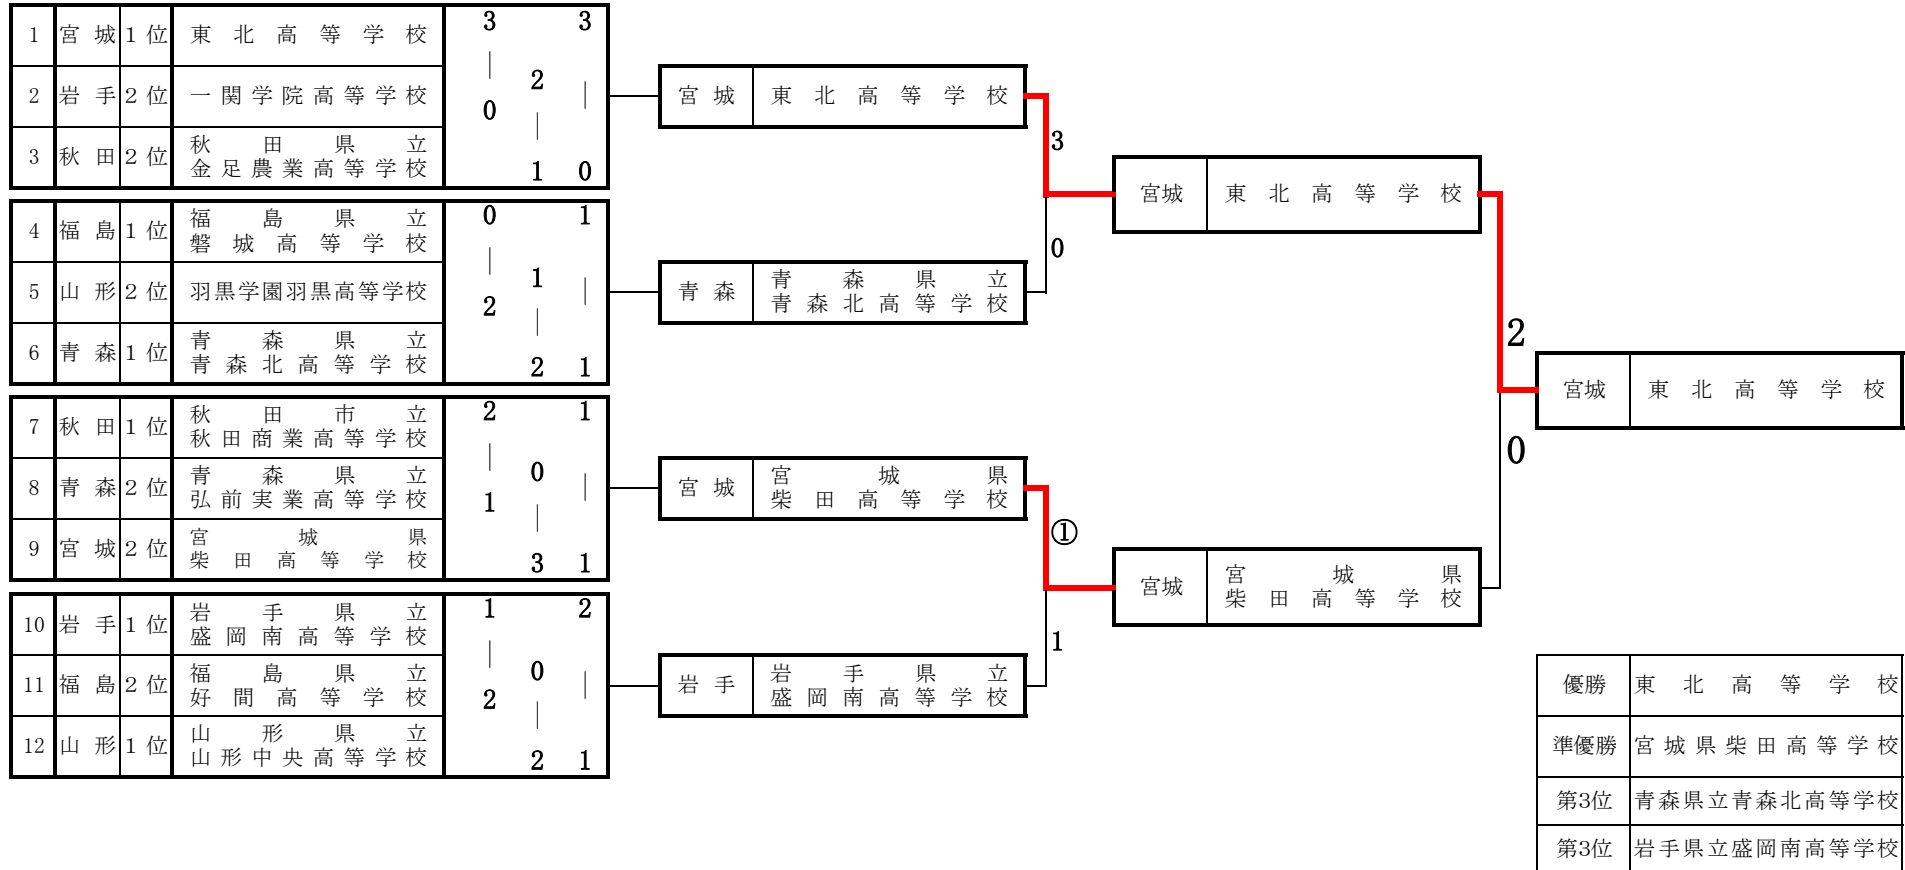 1 宮城 1位 東北高等学校
2 岩手 2位 一関学院高等学校
3 秋田 2位 秋田県立
金足農業高等学校
3 | 0
2 | 1
3 | 0
4 福島 1位 福島県立
磐城高等学校
5 山形 2位 羽黒学園羽黒高等学校
6 青森 1位 青森県立
青森北高等学校
0 | 2
1 | 2
1 | 1
7 秋田 1位 秋田市立
秋田商業高等学校
8 青森 2位 青森県立
弘前実業高等学校
9 宮城 2位 宮城県
柴田高等学校
2 | 1
0 | 3
1 | 1
10 岩手 1位 岩手県立
盛岡南高等学校
11 福島 2位 福島県立
好間高等学校
12 山形 1位 山形県立
山形中央高等学校
1 | 2
0 | 2
2 | 1
宮城 東北高等学校
3
0
青森 青森県立
青森北高等学校
宮城 宮城県
柴田高等学校
①
1
岩手 岩手県立
盛岡南高等学校
宮城 東北高等学校
2
0
宮城 宮城県
柴田高等学校
宮城 東北高等学校
優勝 東北高等学校
準優勝 宮城県柴田高等学校
第3位 青森県立青森北高等学校
第3位 岩手県立盛岡南高等学校